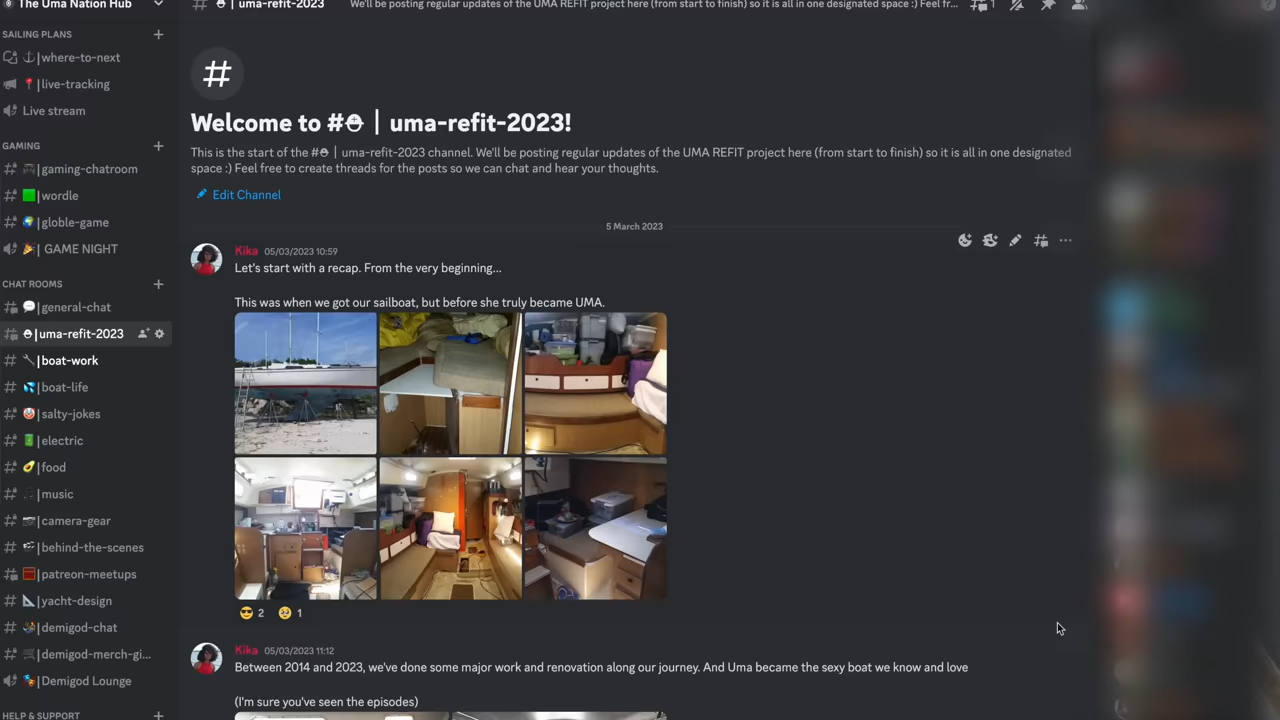 The Uma Nation Hub
SAILING PLANS
where-to-next
live-tracking
Live stream
GAMING
gaming-chatroom
wordle
globle-game
GAME NIGHT
CHAT ROOMS
general-chat
uma-refit-2023
boat-work
boat-life
salty-jokes
electric
food
music
camera-gear
behind-the-scenes
patreon-meetups
yacht-design
demigod-chat
demigod-merch-gi...
Demigod Lounge
HELP & SUPPORT
# ⛑ | uma-refit-2023 We'll be posting regular updates of the UMA REFIT project here (from start to finish) so it is all in one designated space :) Feel fr... 1
#
Welcome to #⛑ | uma-refit-2023!
This is the start of the #⛑ | uma-refit-2023 channel. We'll be posting regular updates of the UMA REFIT project here (from start to finish) so it is all in one designated
space :) Feel free to create threads for the posts so we can chat and hear your thoughts.
Edit Channel
5 March 2023
Kika 05/03/2023 10:59
Let's start with a recap. From the very beginning...
This was when we got our sailboat, but before she truly became UMA.
😎 2 🥺 1
Kika 05/03/2023 11:12
Between 2014 and 2023, we've done some major work and renovation along our journey. And Uma became the sexy boat we know and love
(I'm sure you've seen the episodes)